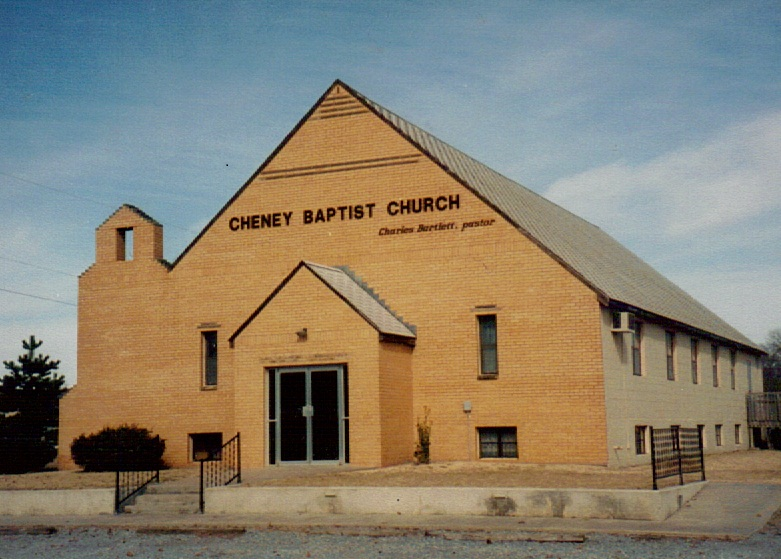 CHENEY BAPTIST CHURCH
Charles Bartlett, pastor